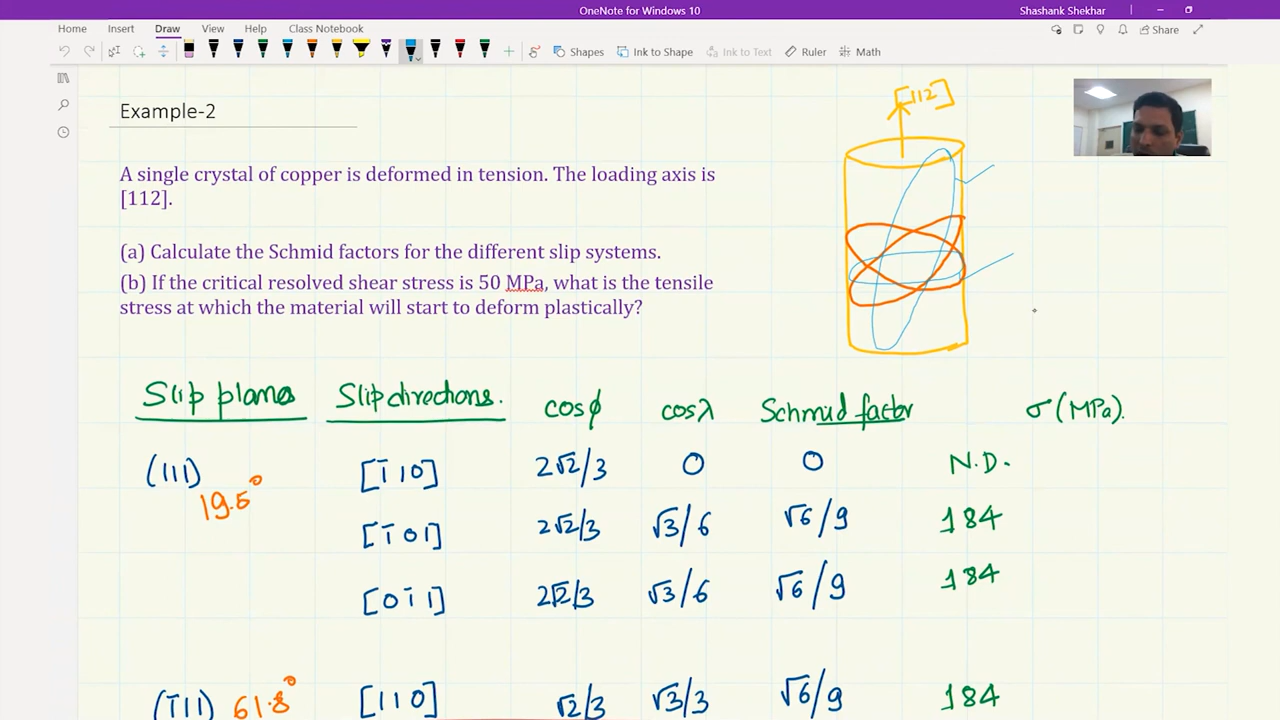 OneNote for Windows 10
Shashank Shekhar
Home Insert Draw View Help Class Notebook
Share
Shapes Ink to Shape Ink to Text Ruler Math
Example-2
A single crystal of copper is deformed in tension. The loading axis is
[112].
(a) Calculate the Schmid factors for the different slip systems.
(b) If the critical resolved shear stress is 50 MPa, what is the tensile
stress at which the material will start to deform plastically?
[112]
Slip planes Slip directions. cosϕ cosλ Schmid factor σ (MPa).
(111) [1̅10] 2√2/3 0 0 N.D.
19.5°
[1̅01] 2√2/3 √3/6 √6/9 184
[01̅1] 2√2/3 √3/6 √6/9 184
(1̅11) 61.8° [110] √2/3 √3/3 √6/9 184